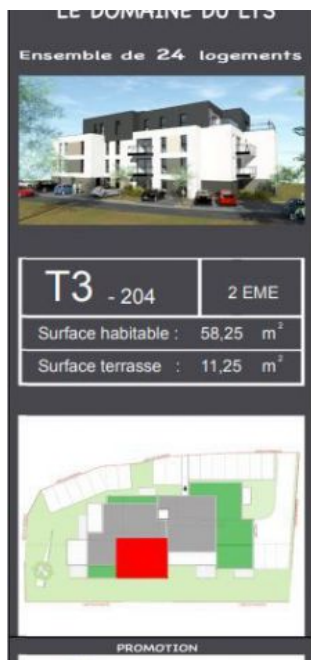 LE DOMAINE DU LYS
Ensemble de 24 logements
T3 - 204
2 EME
Surface habitable : 58,25 m²
Surface terrasse : 11,25 m²
PROMOTION